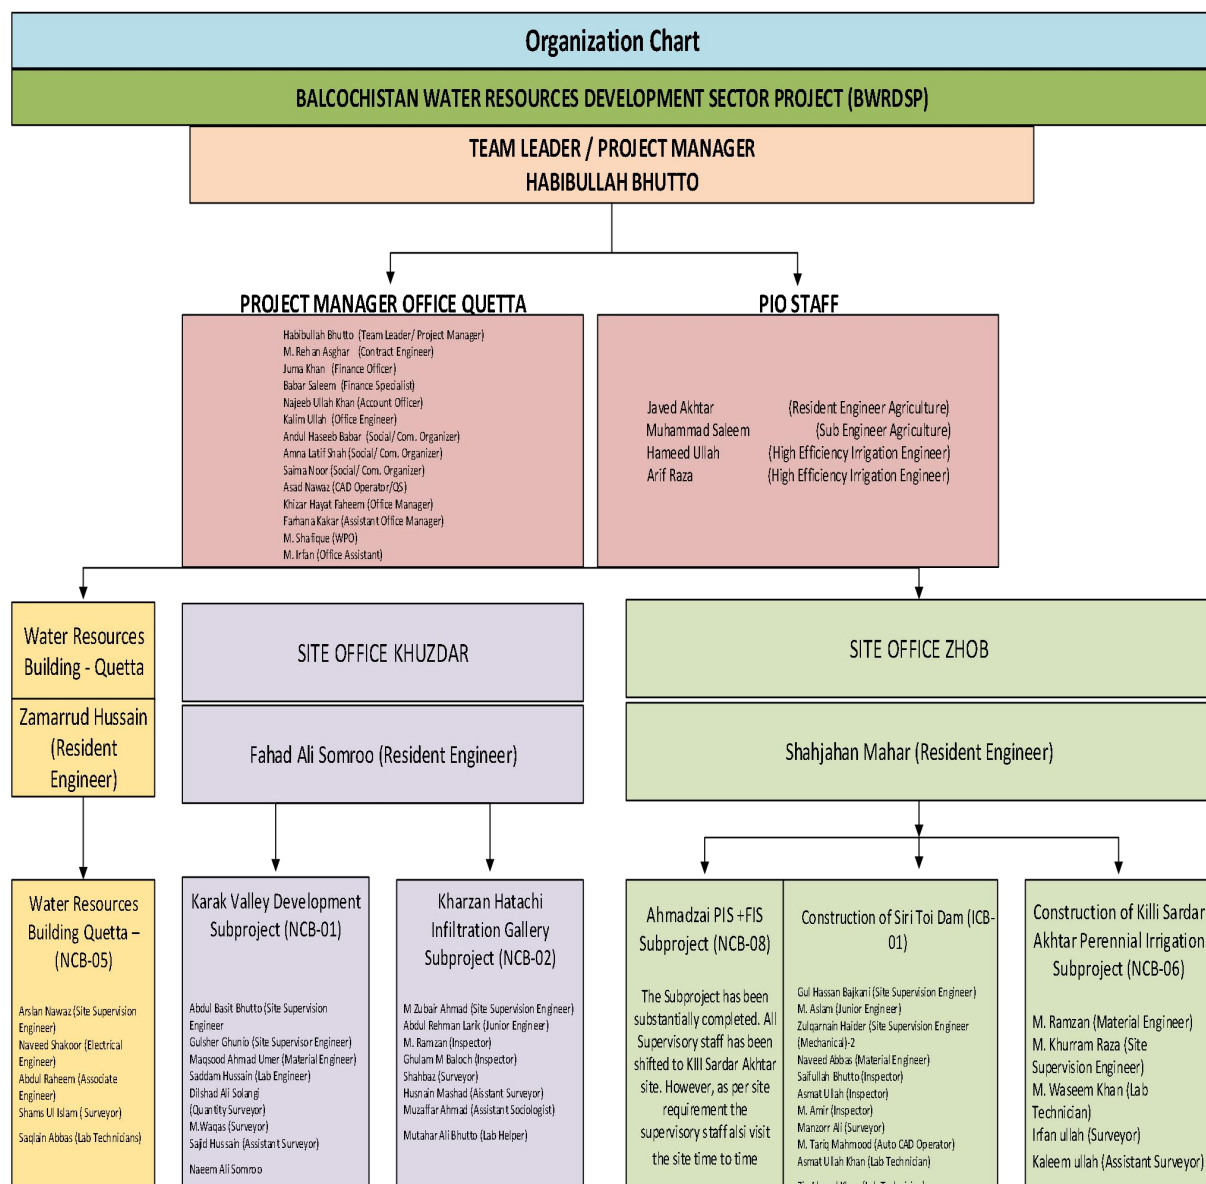 Organization Chart
BALCOCHISTAN WATER RESOURCES DEVELOPMENT SECTOR PROJECT (BWRDSP)
TEAM LEADER / PROJECT MANAGER
HABIBULLAH BHUTTO
PROJECT MANAGER OFFICE QUETTA
Habibullah Bhutto (Team Leader/ Project Manager)
M. Rehan Asghar (Contract Engineer)
Juma Khan (Finance Officer)
Babar Saleem (Finance Specialist)
Najeeb Ullah Khan (Account Officer)
Kalim Ullah (Office Engineer)
Andul Haseeb Babar (Social/ Com. Organizer)
Amna Latif Shah (Social/ Com. Organizer)
Saima Noor (Social/ Com. Organizer)
Asad Nawaz (CAD Operator/QS)
Khizar Hayat Faheem (Office Manager)
Farhana Kakar (Assistant Office Manager)
M. Shafique (WPO)
M. Irfan (Office Assistant)
PIO STAFF
Javed Akhtar (Resident Engineer Agriculture)
Muhammad Saleem (Sub Engineer Agriculture)
Hameed Ullah (High Efficiency Irrigation Engineer)
Arif Raza (High Efficiency Irrigation Engineer)
Water Resources
Building - Quetta
Zamarrud Hussain
(Resident
Engineer)
SITE OFFICE KHUZDAR
Fahad Ali Somroo (Resident Engineer)
SITE OFFICE ZHOB
Shahjahan Mahar (Resident Engineer)
Water Resources
Building Quetta –
(NCB-05)
Arslan Nawaz (Site Supervision
Engineer)
Naveed Shakoor (Electrical
Engineer)
Abdul Raheem (Associate
Engineer)
Shams Ul Islam ( Surveyor)
Saqlain Abbas (Lab Technicians)
Karak Valley Development
Subproject (NCB-01)
Abdul Basit Bhutto (Site Supervision
Engineer
Gulsher Ghunio (Site Supervisor Engineer)
Maqsood Ahmad Umer (Material Engineer)
Saddam Hussain (Lab Engineer)
Dilshad Ali Solangi
(Quantity Surveyor)
M.Waqas (Surveyor)
Sajid Hussain (Assistant Surveyor)
Naeem Ali Somroo
Kharzan Hatachi
Infiltration Gallery
Subproject (NCB-02)
M Zubair Ahmad (Site Supervision Engineer)
Abdul Rehman Larik (Junior Engineer)
M. Ramzan (Inspector)
Ghulam M Baloch (Inspector)
Shahbaz (Surveyor)
Husnain Mashad (Aisstant Surveyor)
Muzaffar Ahmad (Assistant Sociologist)
Mutahar Ali Bhutto (Lab Helper)
Ahmadzai PIS +FIS
Subproject (NCB-08)
The Subproject has been
substantially completed. All
Supervisory staff has been
shifted to KIll Sardar Akhtar
site. However, as per site
requirement the
supervisory staff alsi visit
the site time to time
Construction of Siri Toi Dam (ICB-
01)
Gul Hassan Bajkani (Site Supervision Engineer)
M. Aslam (Junior Engineer)
Zulqarnain Haider (Site Supervision Engineer
(Mechanical)-2
Naveed Abbas (Material Engineer)
Saifullah Bhutto (Inspector)
Asmat Ullah (Inspector)
M. Amir (Inspector)
Manzorr Ali (Surveyor)
M. Tariq Mahmood (Auto CAD Operator)
Asmat Ullah Khan (Lab Technician)
Construction of Killi Sardar
Akhtar Perennial Irrigation
Subproject (NCB-06)
M. Ramzan (Material Engineer)
M. Khurram Raza (Site
Supervision Engineer)
M. Waseem Khan (Lab
Technician)
Irfan ullah (Surveyor)
Kaleem ullah (Assistant Surveyor)